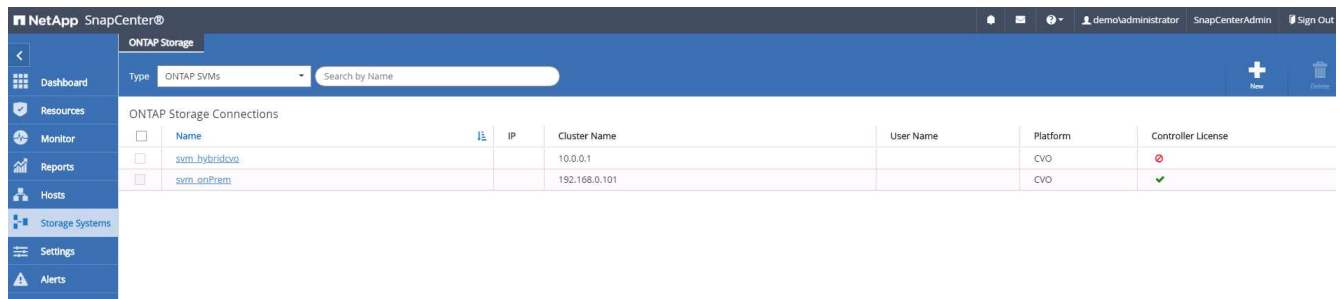 NetApp SnapCenter®
demo\administrator SnapCenterAdmin Sign Out
ONTAP Storage
Type ONTAP SVMs Search by Name
New Delete
Dashboard
Resources
Monitor
Reports
Hosts
Storage Systems
Settings
Alerts
ONTAP Storage Connections
Name IP Cluster Name User Name Platform Controller License
svm_hybridcvo 10.0.0.1 CVO
svm_onPrem 192.168.0.101 CVO